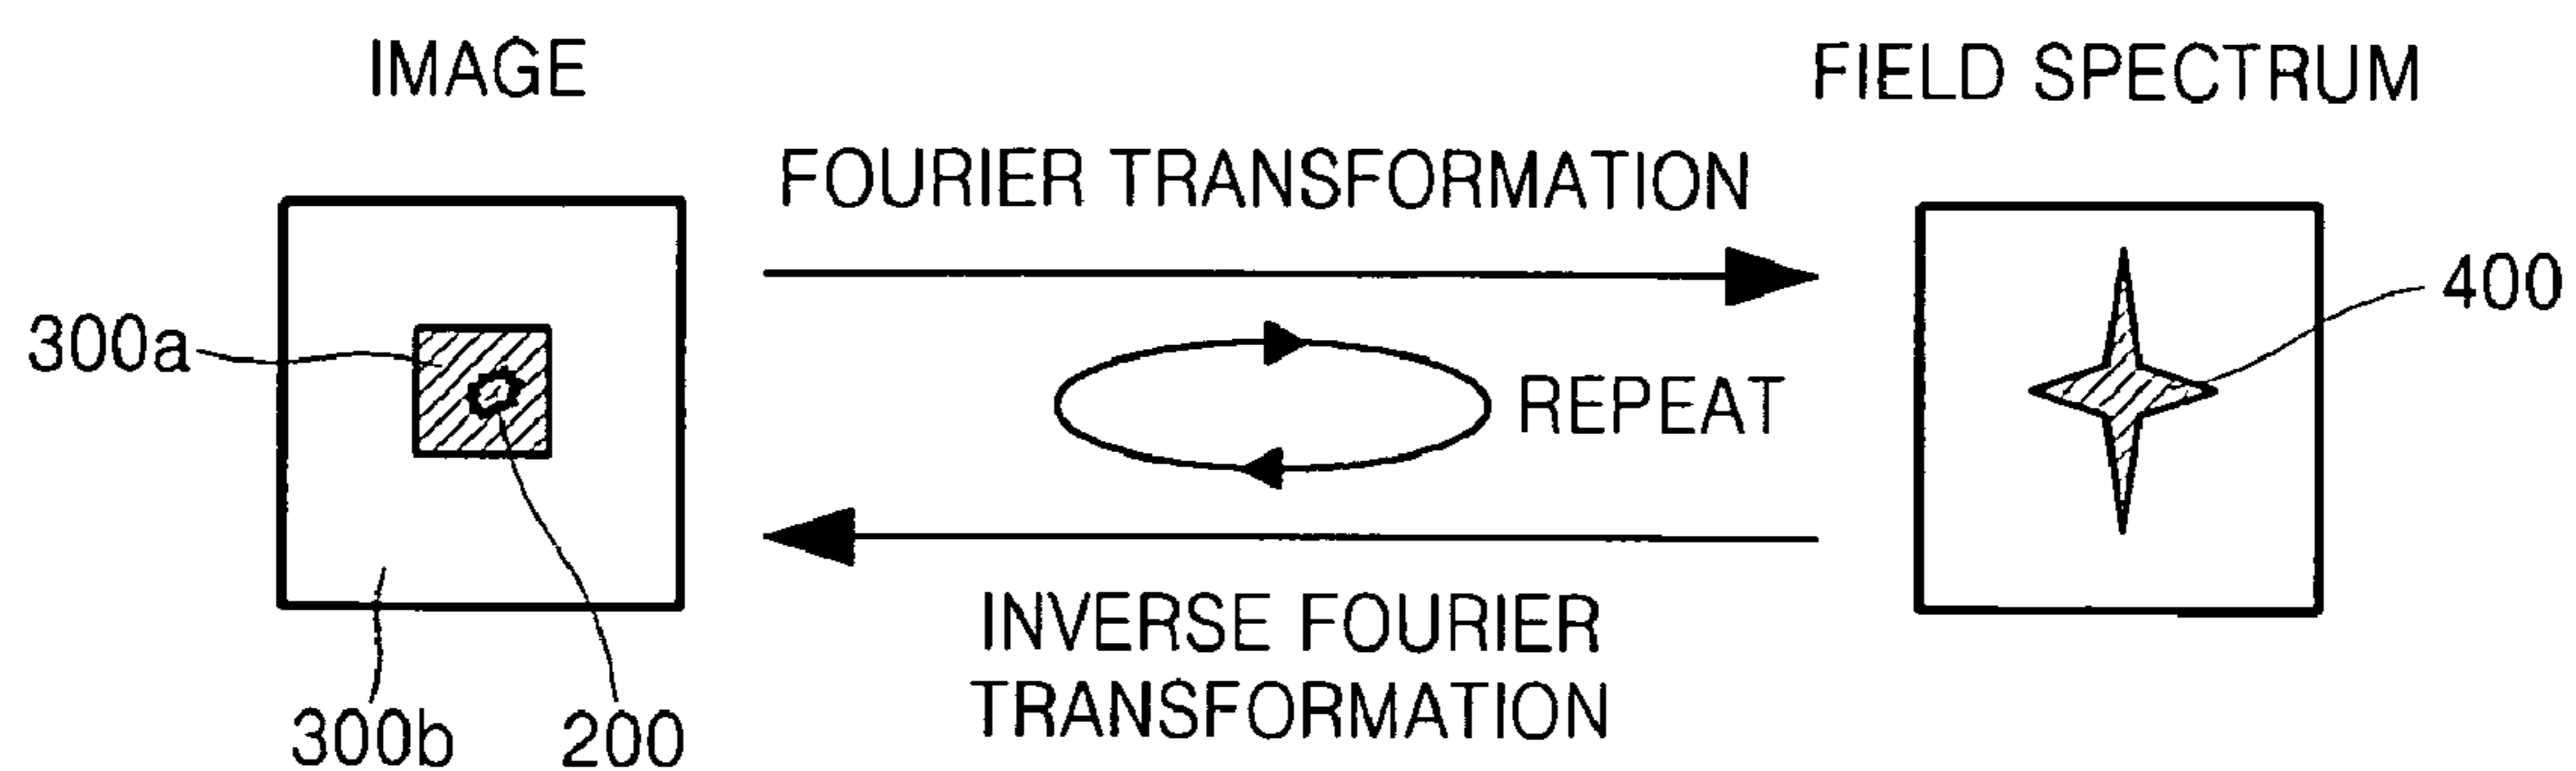 IMAGE
FIELD SPECTRUM
FOURIER TRANSFORMATION
300a
400
REPEAT
INVERSE FOURIER
TRANSFORMATION
300b
200